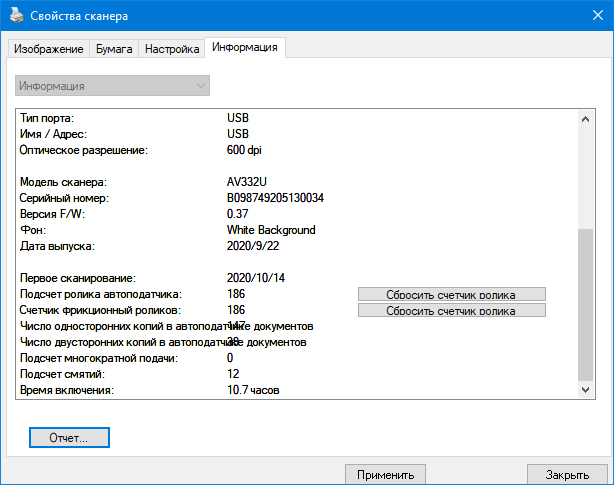 Свойства сканера
Изображение Бумага Настройка Информация
Информация
Тип порта: USB
Имя / Адрес: USB
Оптическое разрешение: 600 dpi
Модель сканера: AV332U
Серийный номер: B098749205130034
Версия F/W: 0.37
Фон: White Background
Дата выпуска: 2020/9/22
Первое сканирование: 2020/10/14
Подсчет ролика автоподатчика: 186 Сбросить счетчик ролика
Счетчик фрикционный роликов: 186 Сбросить счетчик ролика
Число односторонних копий в автоподатчике документов 147
Число двусторонних копий в автоподатчике документов 39
Подсчет многократной подачи: 0
Подсчет смятий: 12
Время включения: 10.7 часов
Отчет...
Применить Закрыть